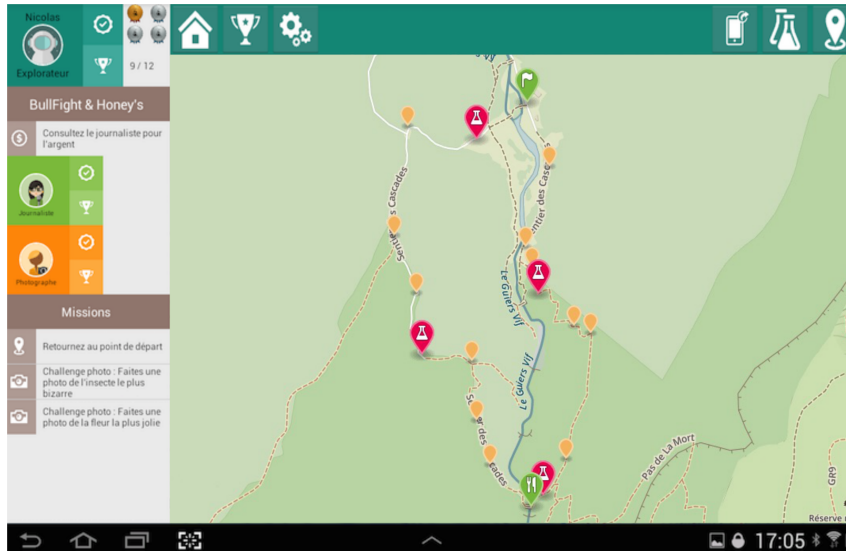 Nicolas
Explorateur
9 / 12
BullFight & Honey's
Consultez le journaliste pour
l'argent
Journaliste
Photographe
Missions
Retournez au point de départ
Challenge photo : Faites une
photo de l'insecte le plus
bizarre
Challenge photo : Faites une
photo de la fleur la plus jolie
Sentier des Cascades
Le Guiers Vif
Le Guiers Vif
Pas de La Mort
GR9
Réserve
17:05